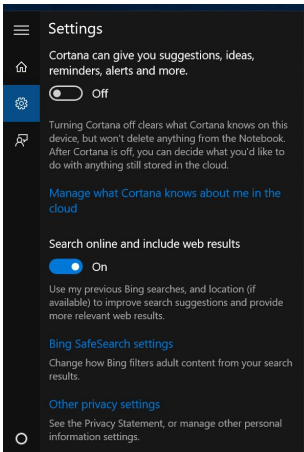 Settings
Cortana can give you suggestions, ideas,
reminders, alerts and more.
Off
Turning Cortana off clears what Cortana knows on this
device, but won't delete anything from the Notebook.
After Cortana is off, you can decide what you'd like to
do with anything still stored in the cloud.
Manage what Cortana knows about me in the
cloud
Search online and include web results
On
Use my previous Bing searches, and location (if
available) to improve search suggestions and provide
more relevant web results.
Bing SafeSearch settings
Change how Bing filters adult content from your search
results.
Other privacy settings
See the Privacy Statement, or manage other personal
information settings.